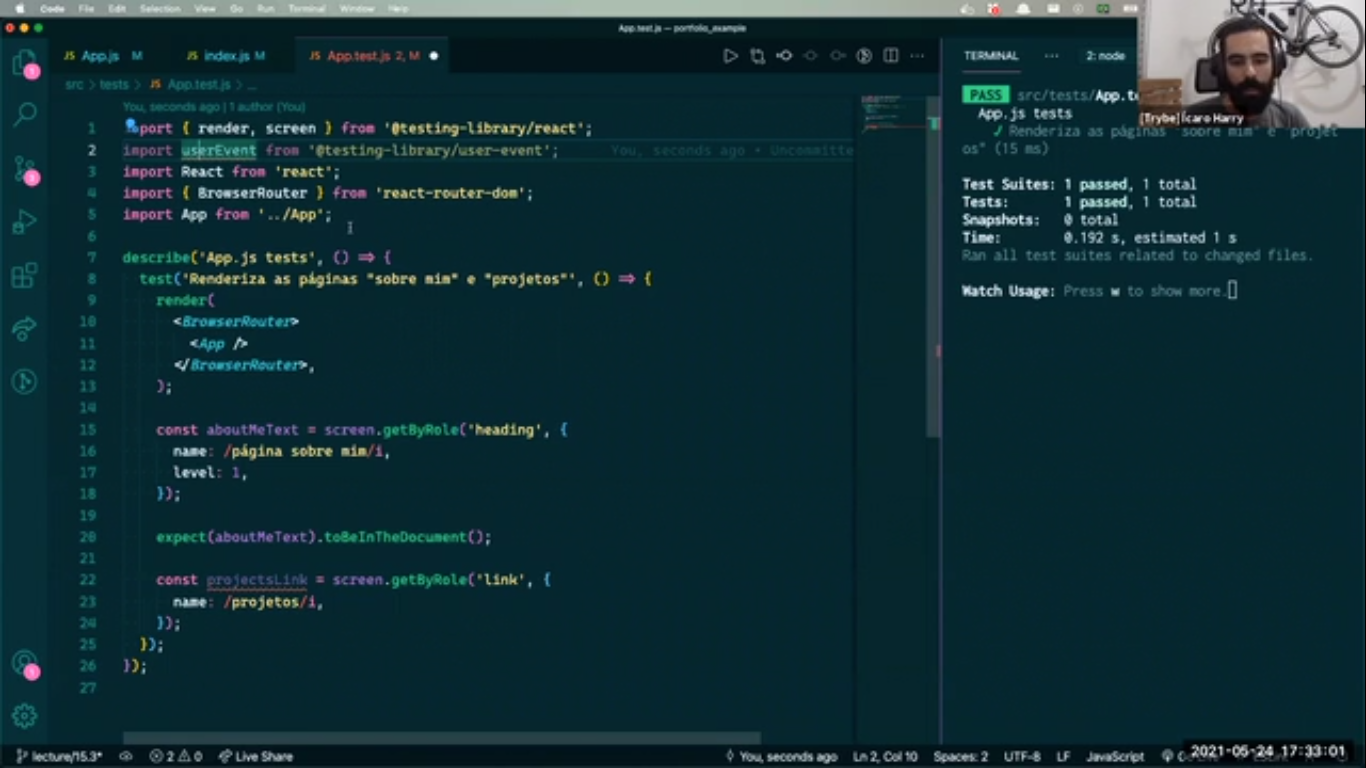 Code File Edit Selection View Go Run Terminal Window Help
App.test.js — portfolio_example
JS App.js M JS index.js M JS App.test.js 2, M
src > tests > JS App.test.js > ...
You, seconds ago | 1 author (You)
1 import { render, screen } from '@testing-library/react';
2 import userEvent from '@testing-library/user-event'; You, seconds ago • Uncommitte
3 import React from 'react';
4 import { BrowserRouter } from 'react-router-dom';
5 import App from '../App';
6
7 describe('App.js tests', () => {
8 test('Renderiza as páginas "sobre mim" e "projetos"', () => {
9 render(
10 <BrowserRouter>
11 <App />
12 </BrowserRouter>,
13 );
14
15 const aboutMeText = screen.getByRole('heading', {
16 name: /página sobre mim/i,
17 level: 1,
18 });
19
20 expect(aboutMeText).toBeInTheDocument();
21
22 const projectsLink = screen.getByRole('link', {
23 name: /projetos/i,
24 });
25 });
26 });
27
TERMINAL ... 2: node
PASS src/tests/App.te
App.js tests
✓ Renderiza as páginas "sobre mim" e "projet
os" (15 ms)
Test Suites: 1 passed, 1 total
Tests: 1 passed, 1 total
Snapshots: 0 total
Time: 0.192 s, estimated 1 s
Ran all test suites related to changed files.
Watch Usage: Press w to show more.
[Trybe] Ícaro Harry
lecture/15.3* 2 0 Live Share You, seconds ago Ln 2, Col 10 Spaces: 2 UTF-8 LF JavaScript
2021-05-24 17:33:01